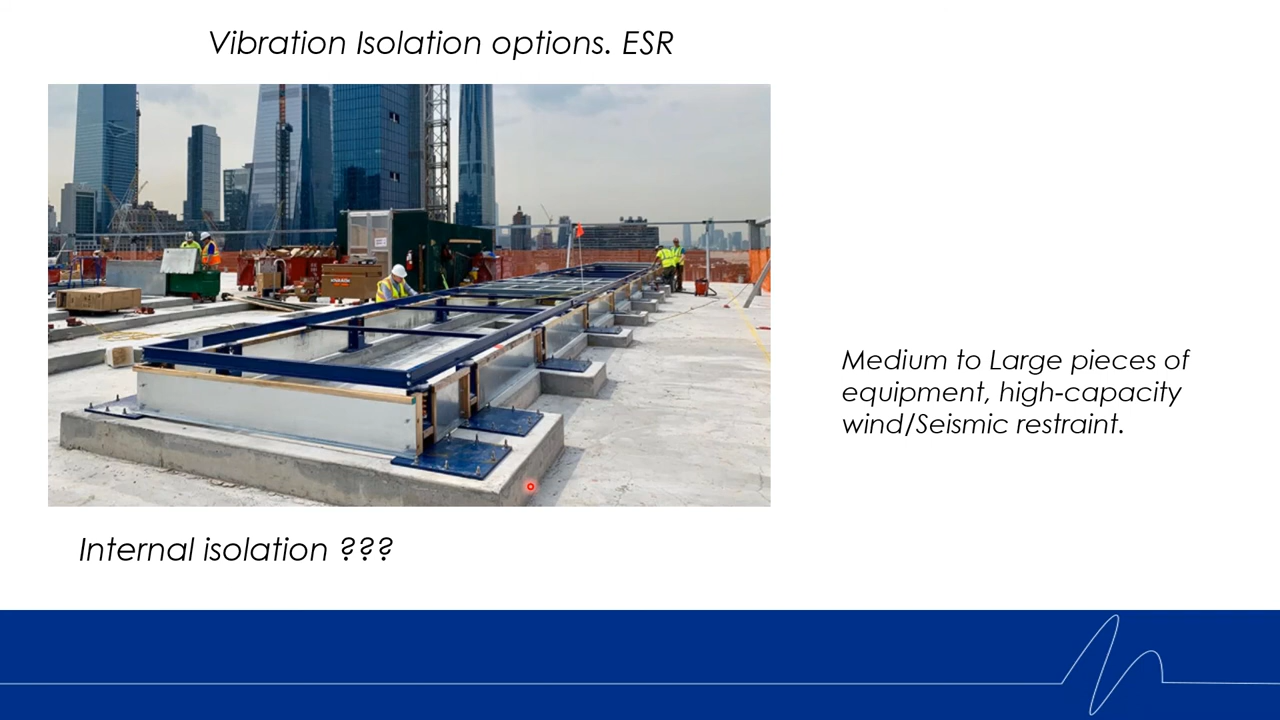 Vibration Isolation options. ESR
Medium to Large pieces of
equipment, high-capacity
wind/Seismic restraint.
Internal isolation ???